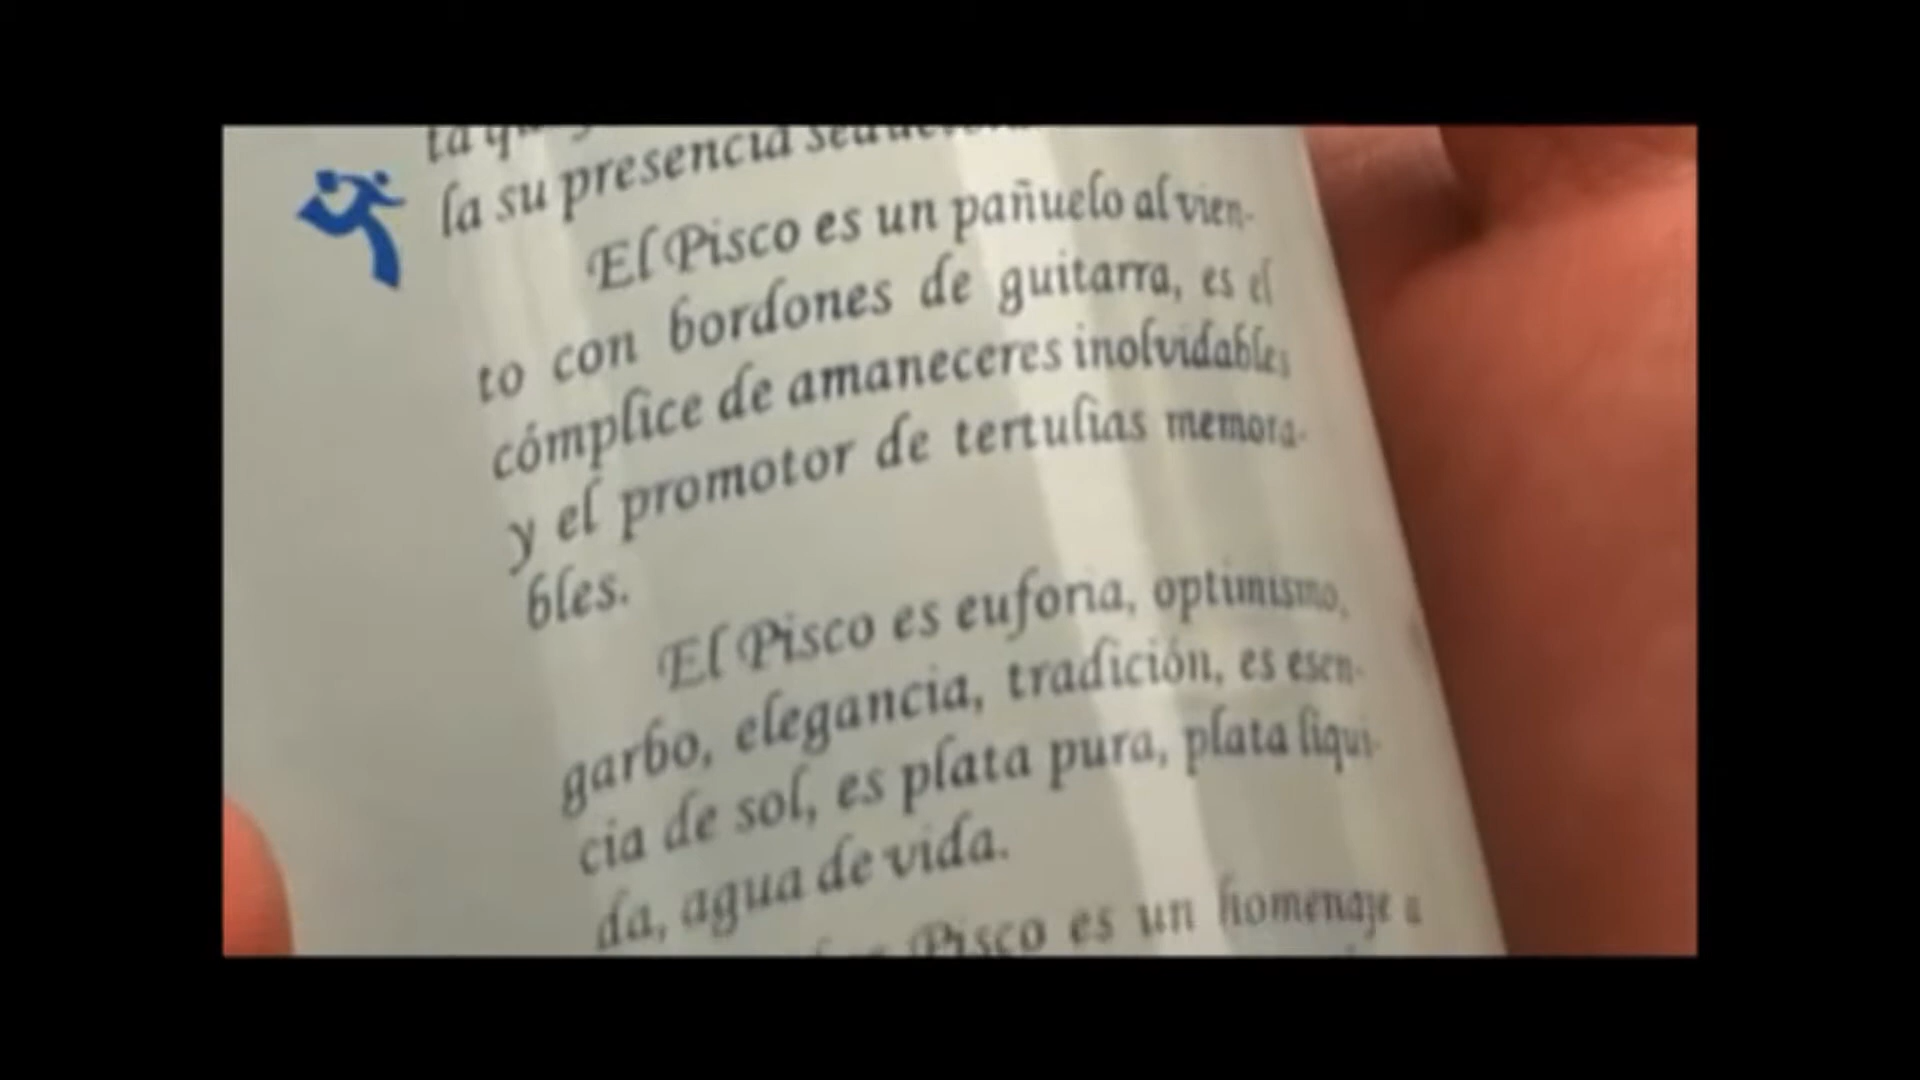 la su presencia
El Pisco es un pañuelo al vien-
to con bordones de guitarra, es el
cómplice de amaneceres inolvidables
y el promotor de tertulias memora-
bles.
El Pisco es euforia, optimismo,
garbo, elegancia, tradición, es esen-
cia de sol, es plata pura, plata líqui-
da, agua de vida.
Pisco es un homenaje a